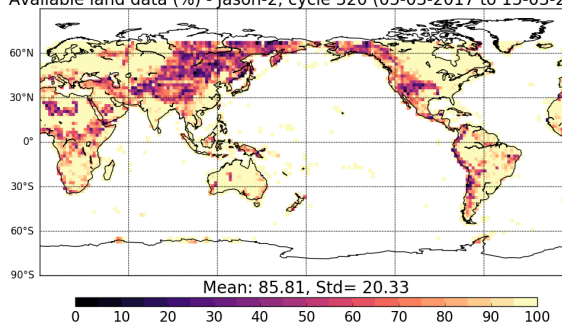 Available land data (%) - Jason-2, cycle 320 (05-03-2017 to 15-03-2
60°N
30°N
0°
30°S
60°S
90°S
Mean: 85.81, Std= 20.33
0 10 20 30 40 50 60 70 80 90 100